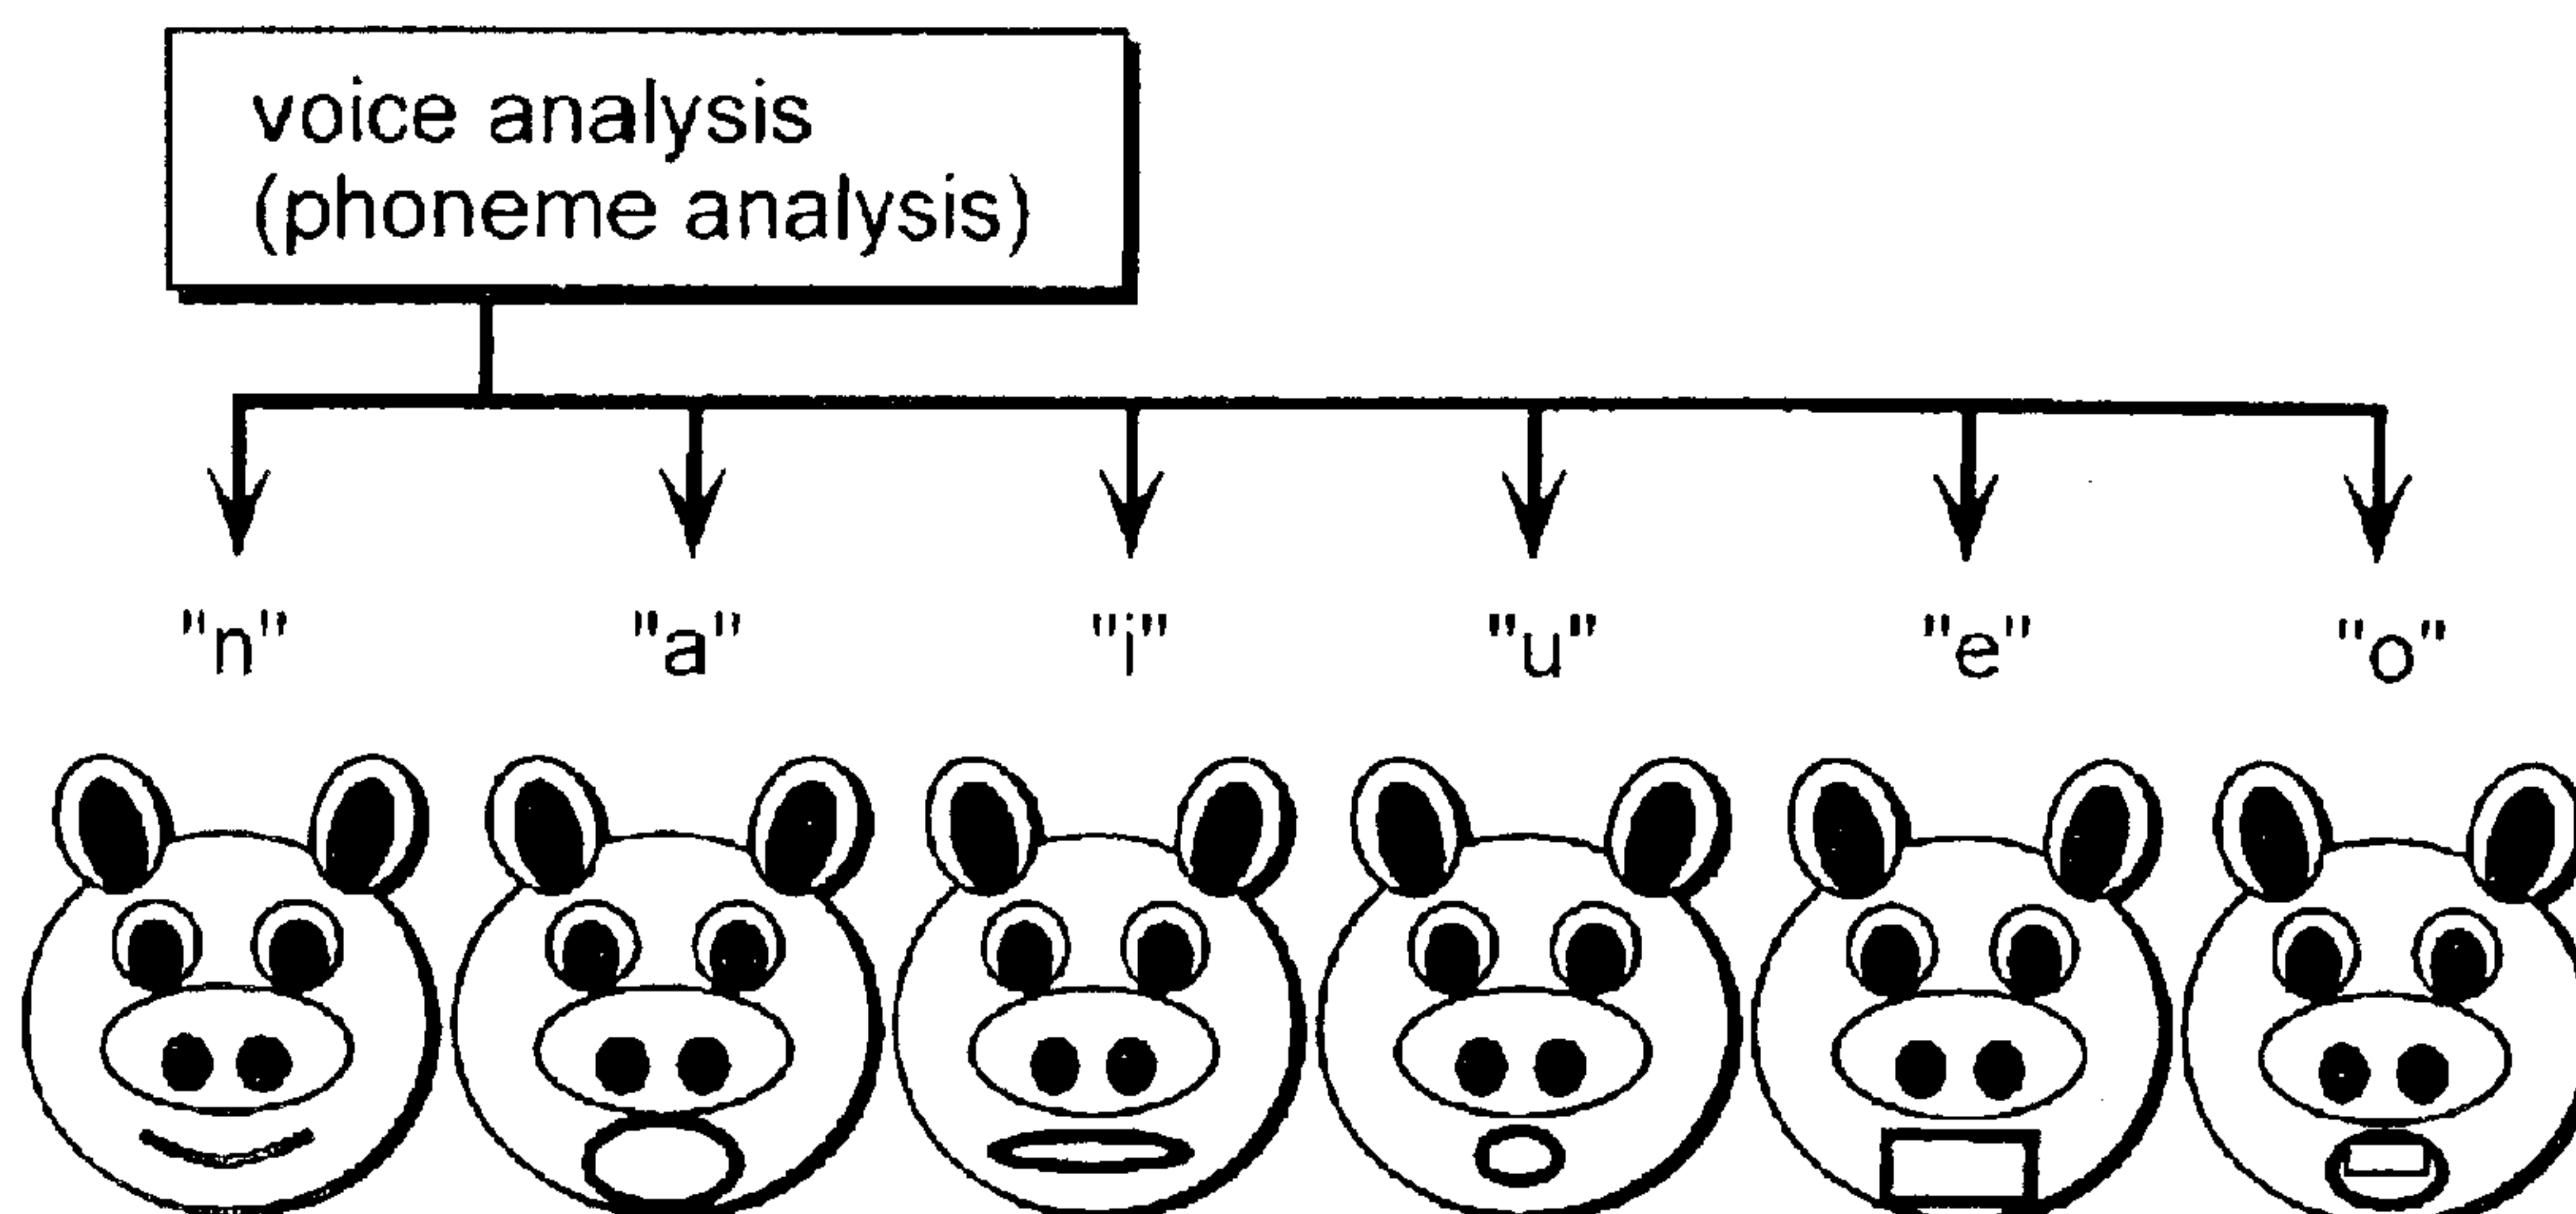 voice analysis
(phoneme analysis)
"n" "a" "i" "u" "e" "o"